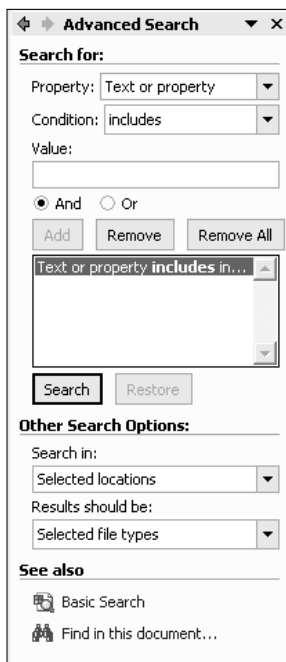 Advanced Search
Search for:
Property: Text or property
Condition: includes
Value:
And Or
Add Remove Remove All
Text or property includes in...
Search Restore
Other Search Options:
Search in:
Selected locations
Results should be:
Selected file types
See also
Basic Search
Find in this document...